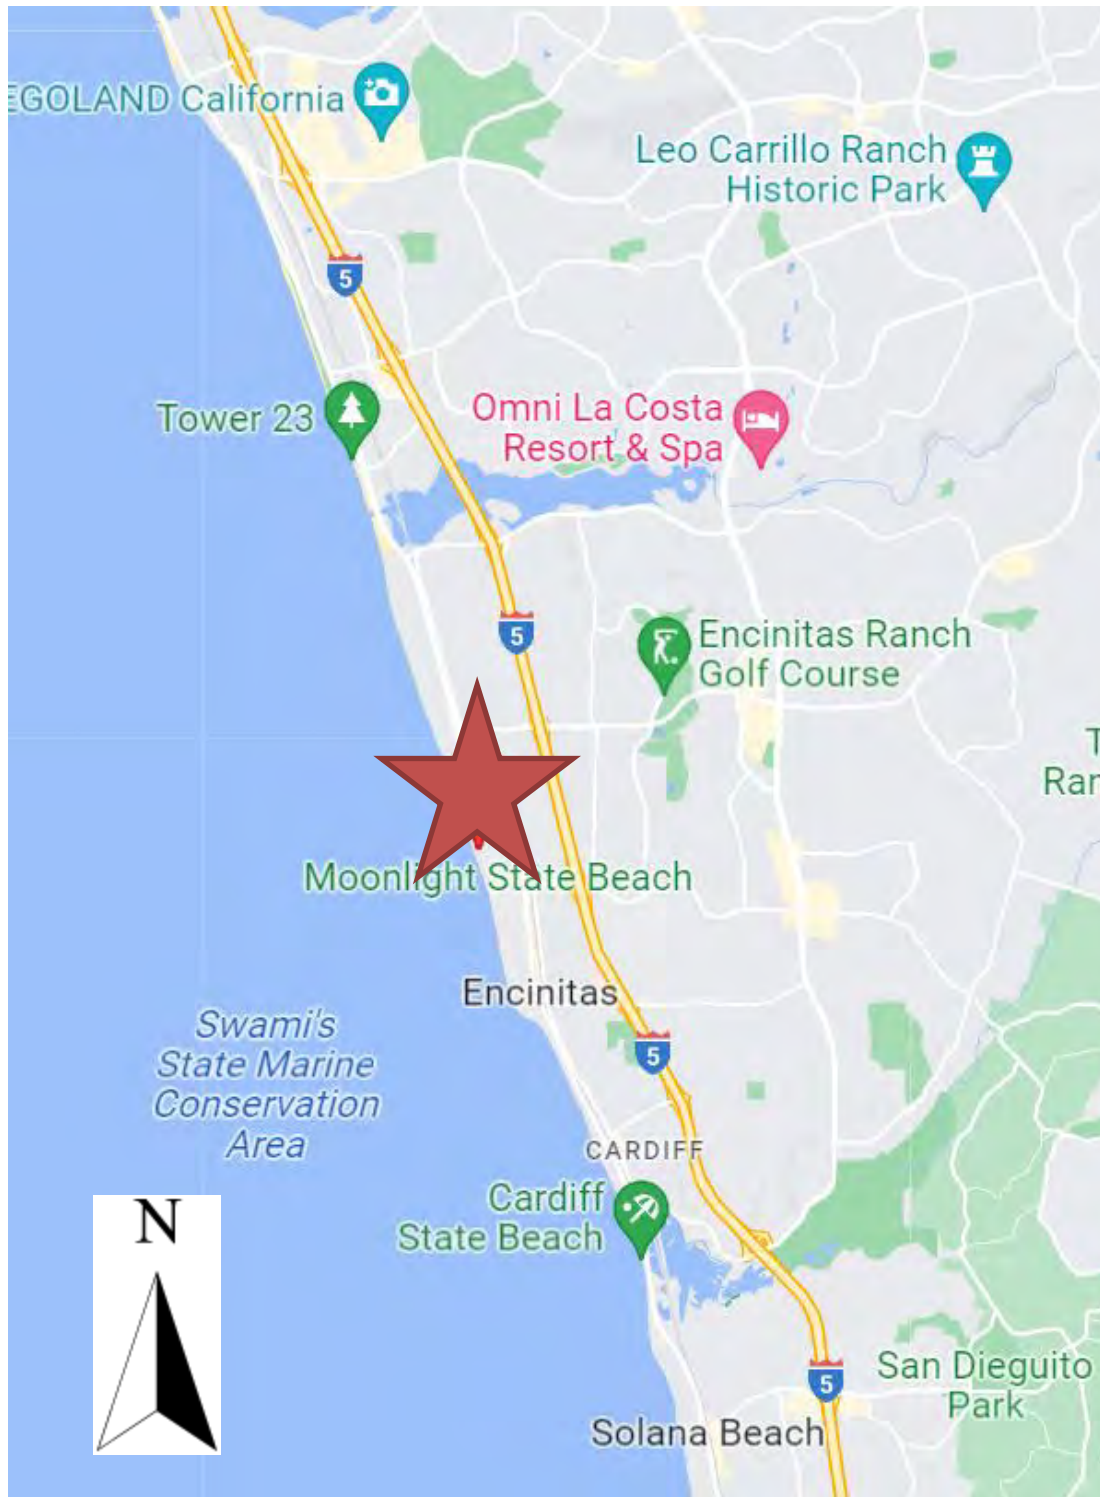 EGOLAND California
Leo Carrillo Ranch
Historic Park
5
Tower 23
Omni La Costa
Resort & Spa
5
Encinitas Ranch
Golf Course
T
Ran
Moonlight State Beach
Encinitas
Swami's
State Marine
Conservation
Area
5
CARDIFF
Cardiff
State Beach
N
San Dieguito
Park
5
Solana Beach